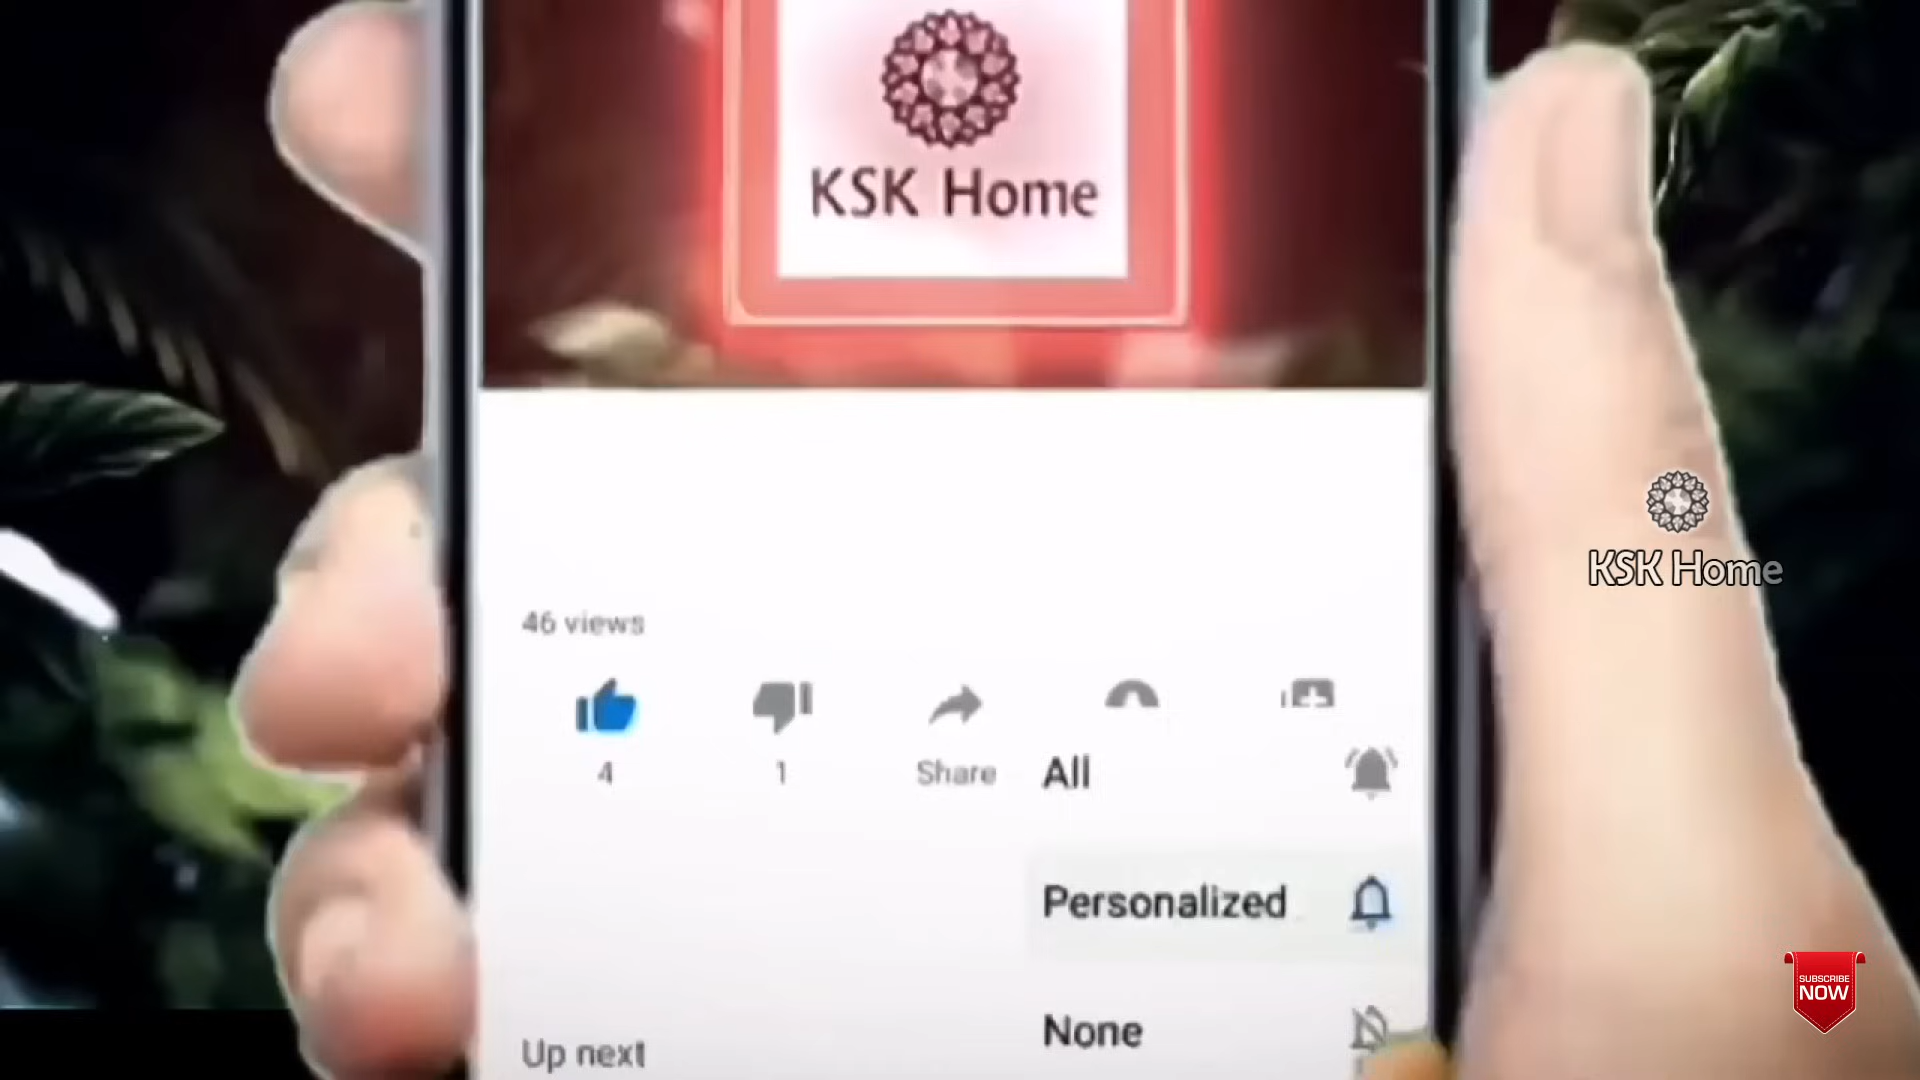 KSK Home
46 views
4
1
Share
All
Personalized
None
Up next
KSK Home
SUBSCRIBE
NOW